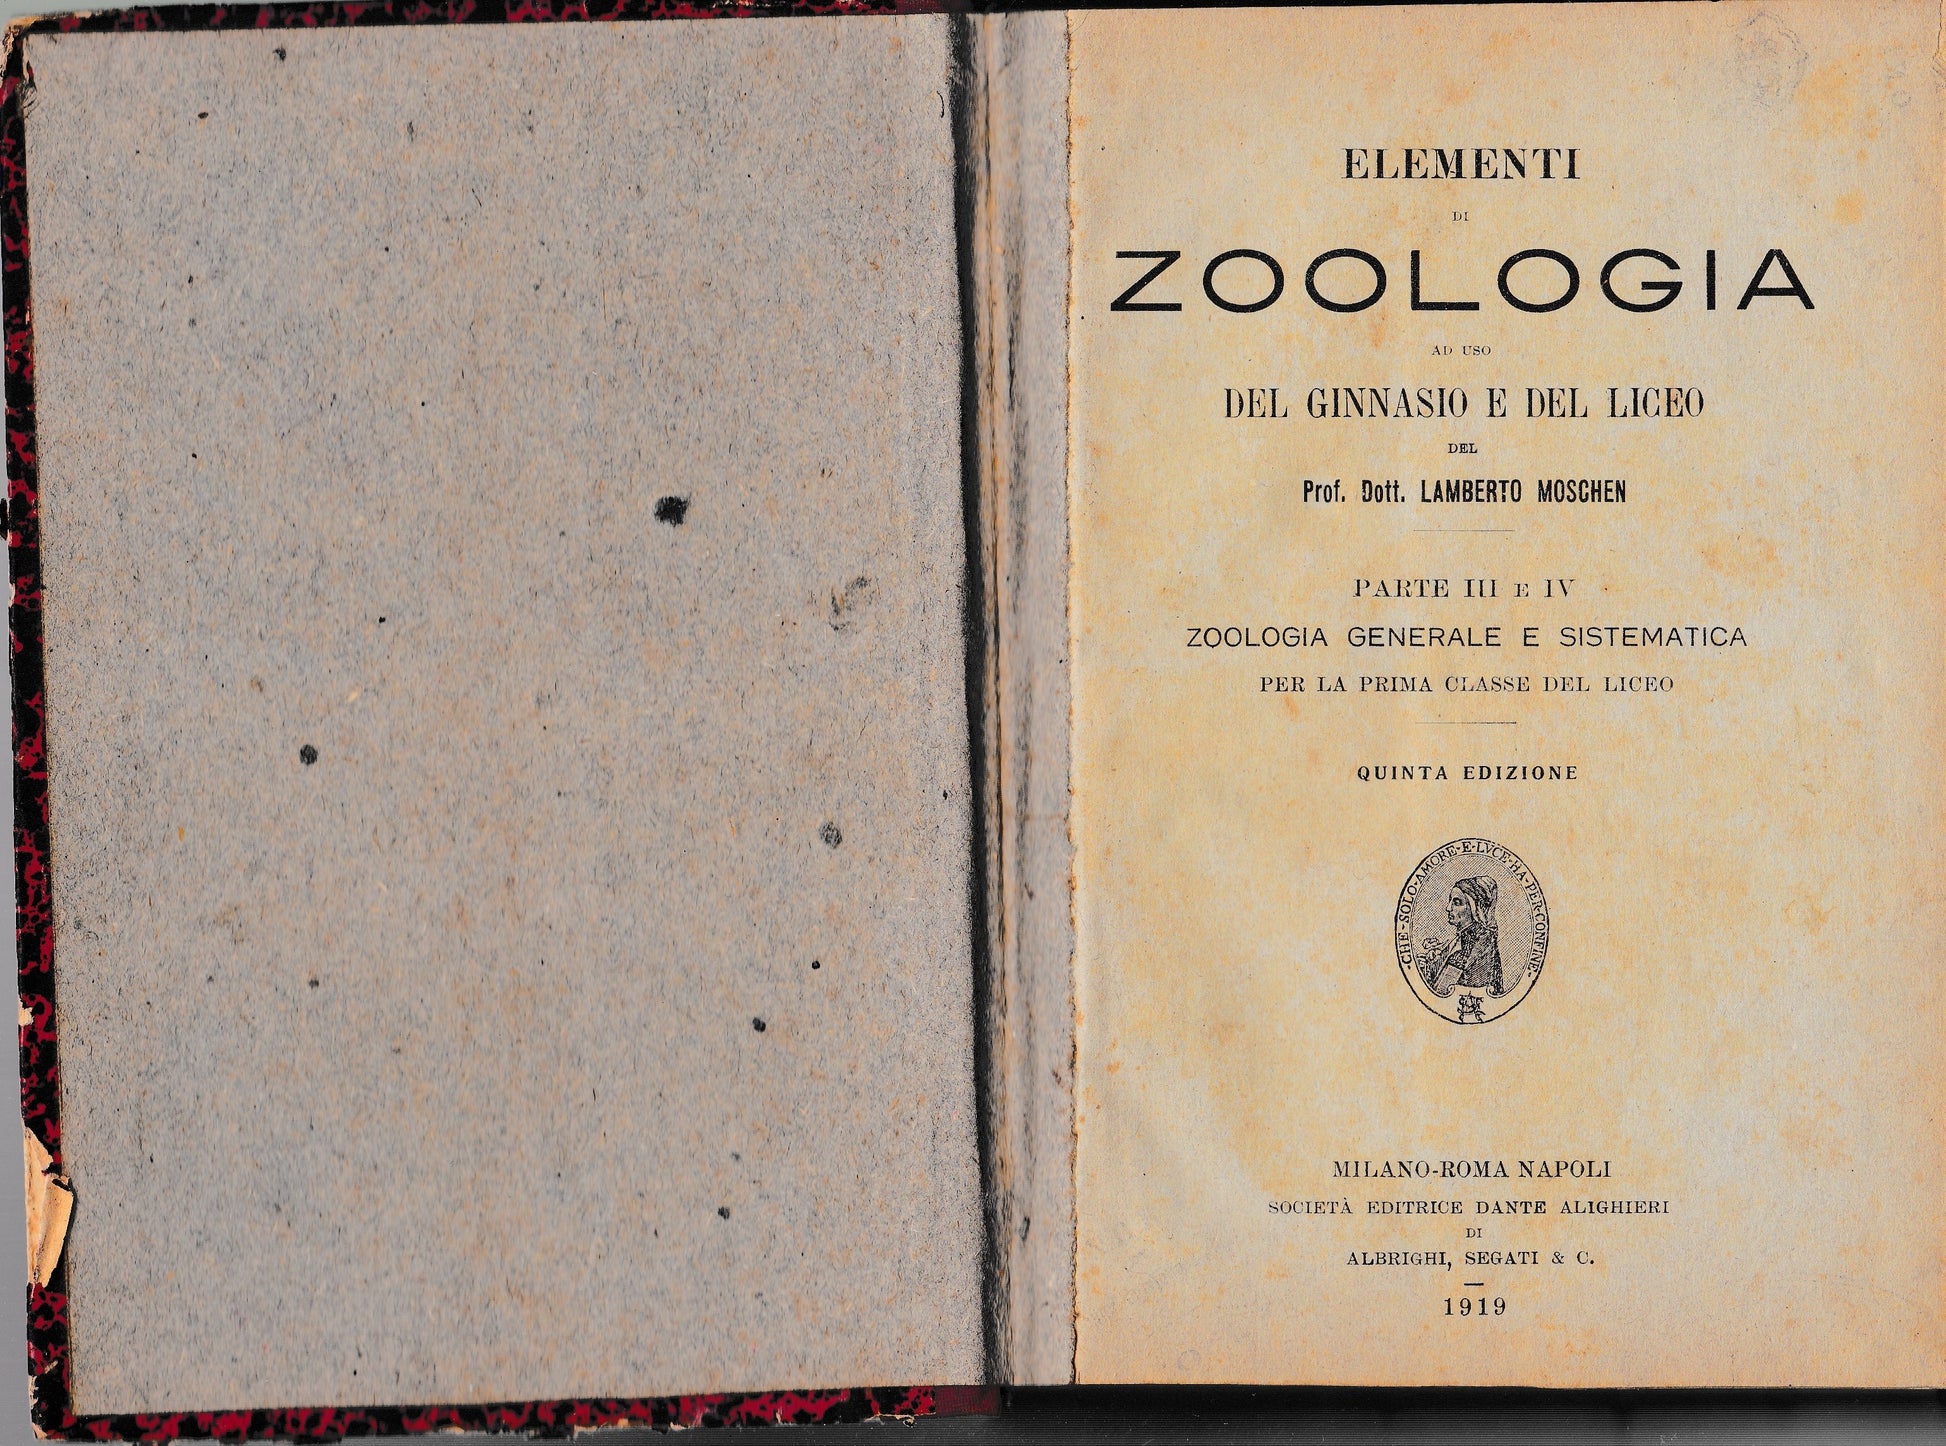 ELEMENTI
DI
ZOOLOGIA
AD USO
DEL GINNASIO E DEL LICEO
DEL
Prof. Dott. LAMBERTO MOSCHEN
PARTE III E IV
ZOOLOGIA GENERALE E SISTEMATICA
PER LA PRIMA CLASSE DEL LICEO
QUINTA EDIZIONE
·CHE·SOLO·AMORE·E·LVCE·HA·PER·CONFINE·
MILANO-ROMA NAPOLI
SOCIETÀ EDITRICE DANTE ALIGHIERI
DI
ALBRIGHI, SEGATI & C.
1919